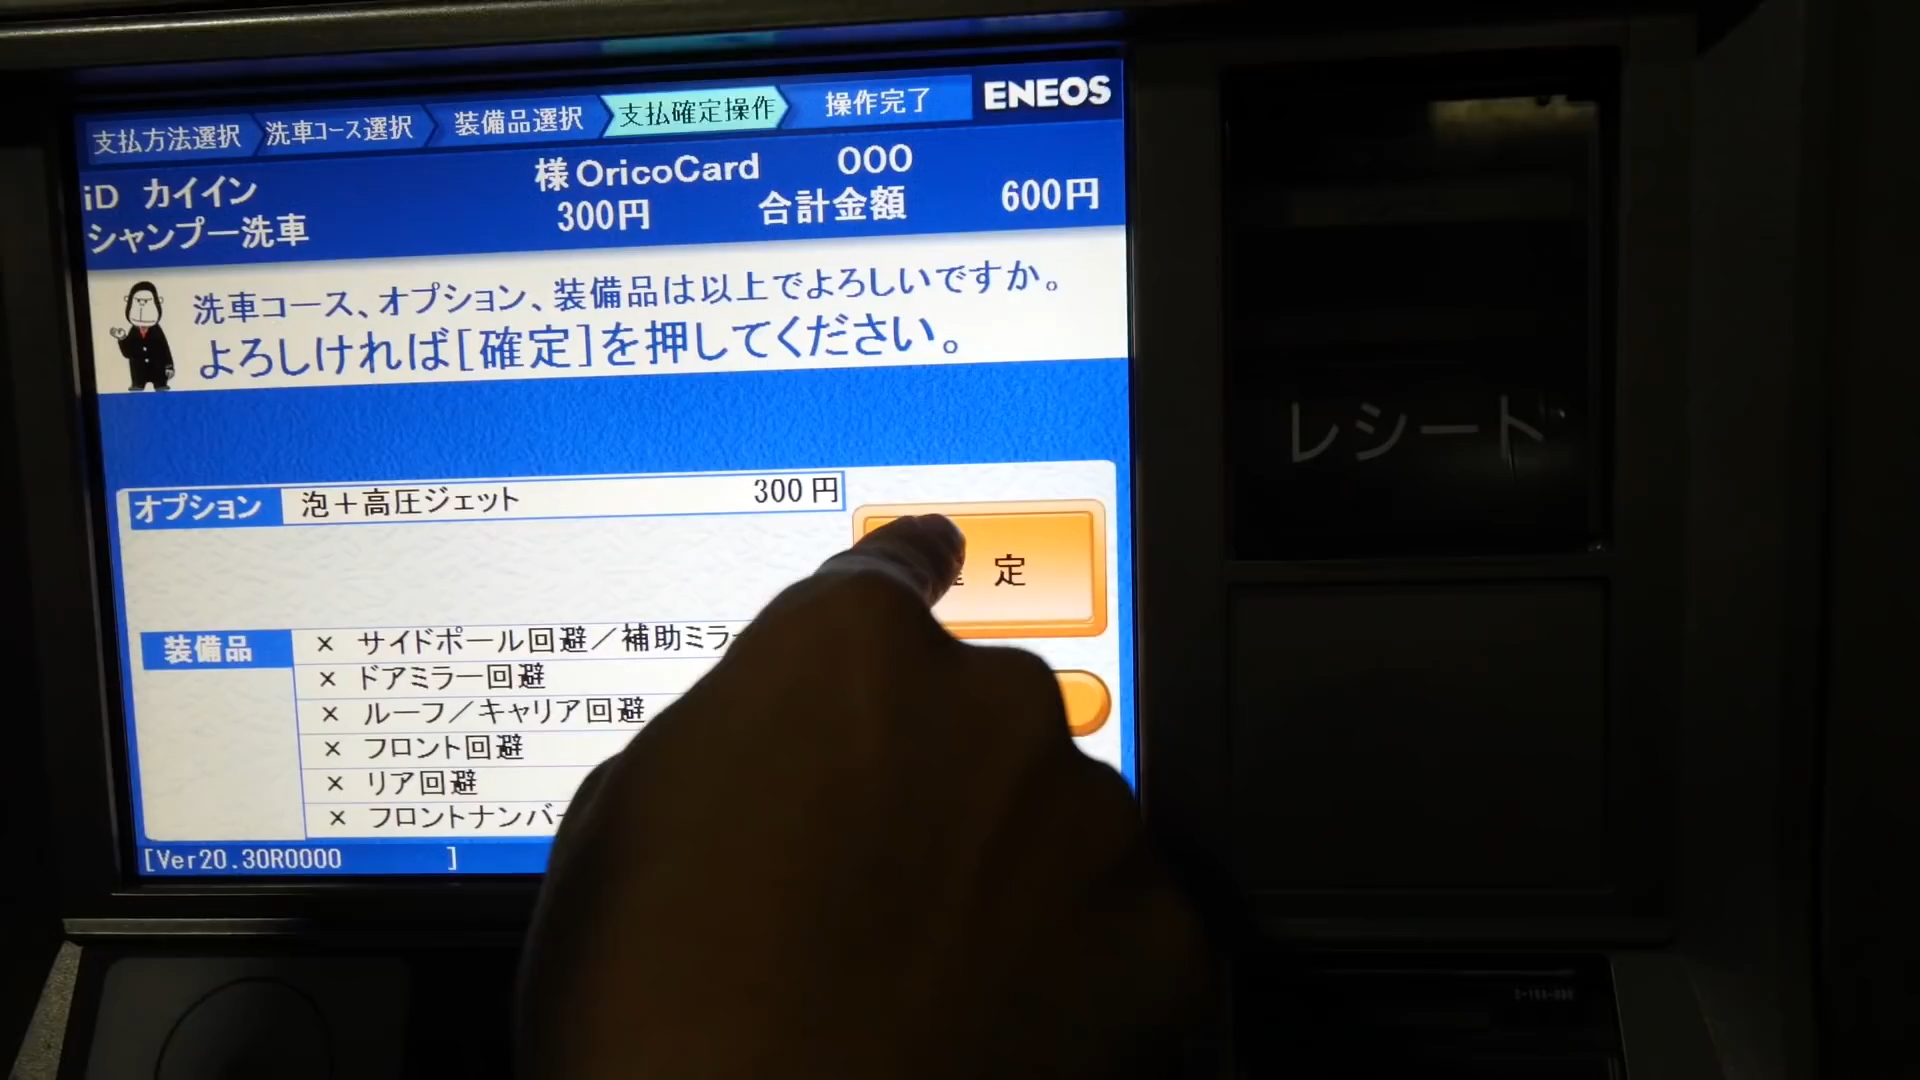 支払方法選択 洗車コース選択 装備品選択 支払確定操作 操作完了 ENEOS
iD カイイン 様 OricoCard 000
シャンプー洗車 300円 合計金額 600円
洗車コース、オプション、装備品は以上でよろしいですか。
よろしければ[確定]を押してください。
オプション 泡＋高圧ジェット 300円
定
装備品 × サイドポール回避／補助ミラー
× ドアミラー回避
× ルーフ／キャリア回避
× フロント回避
× リア回避
× フロントナンバー
[Ver20.30R0000 ]
レシート